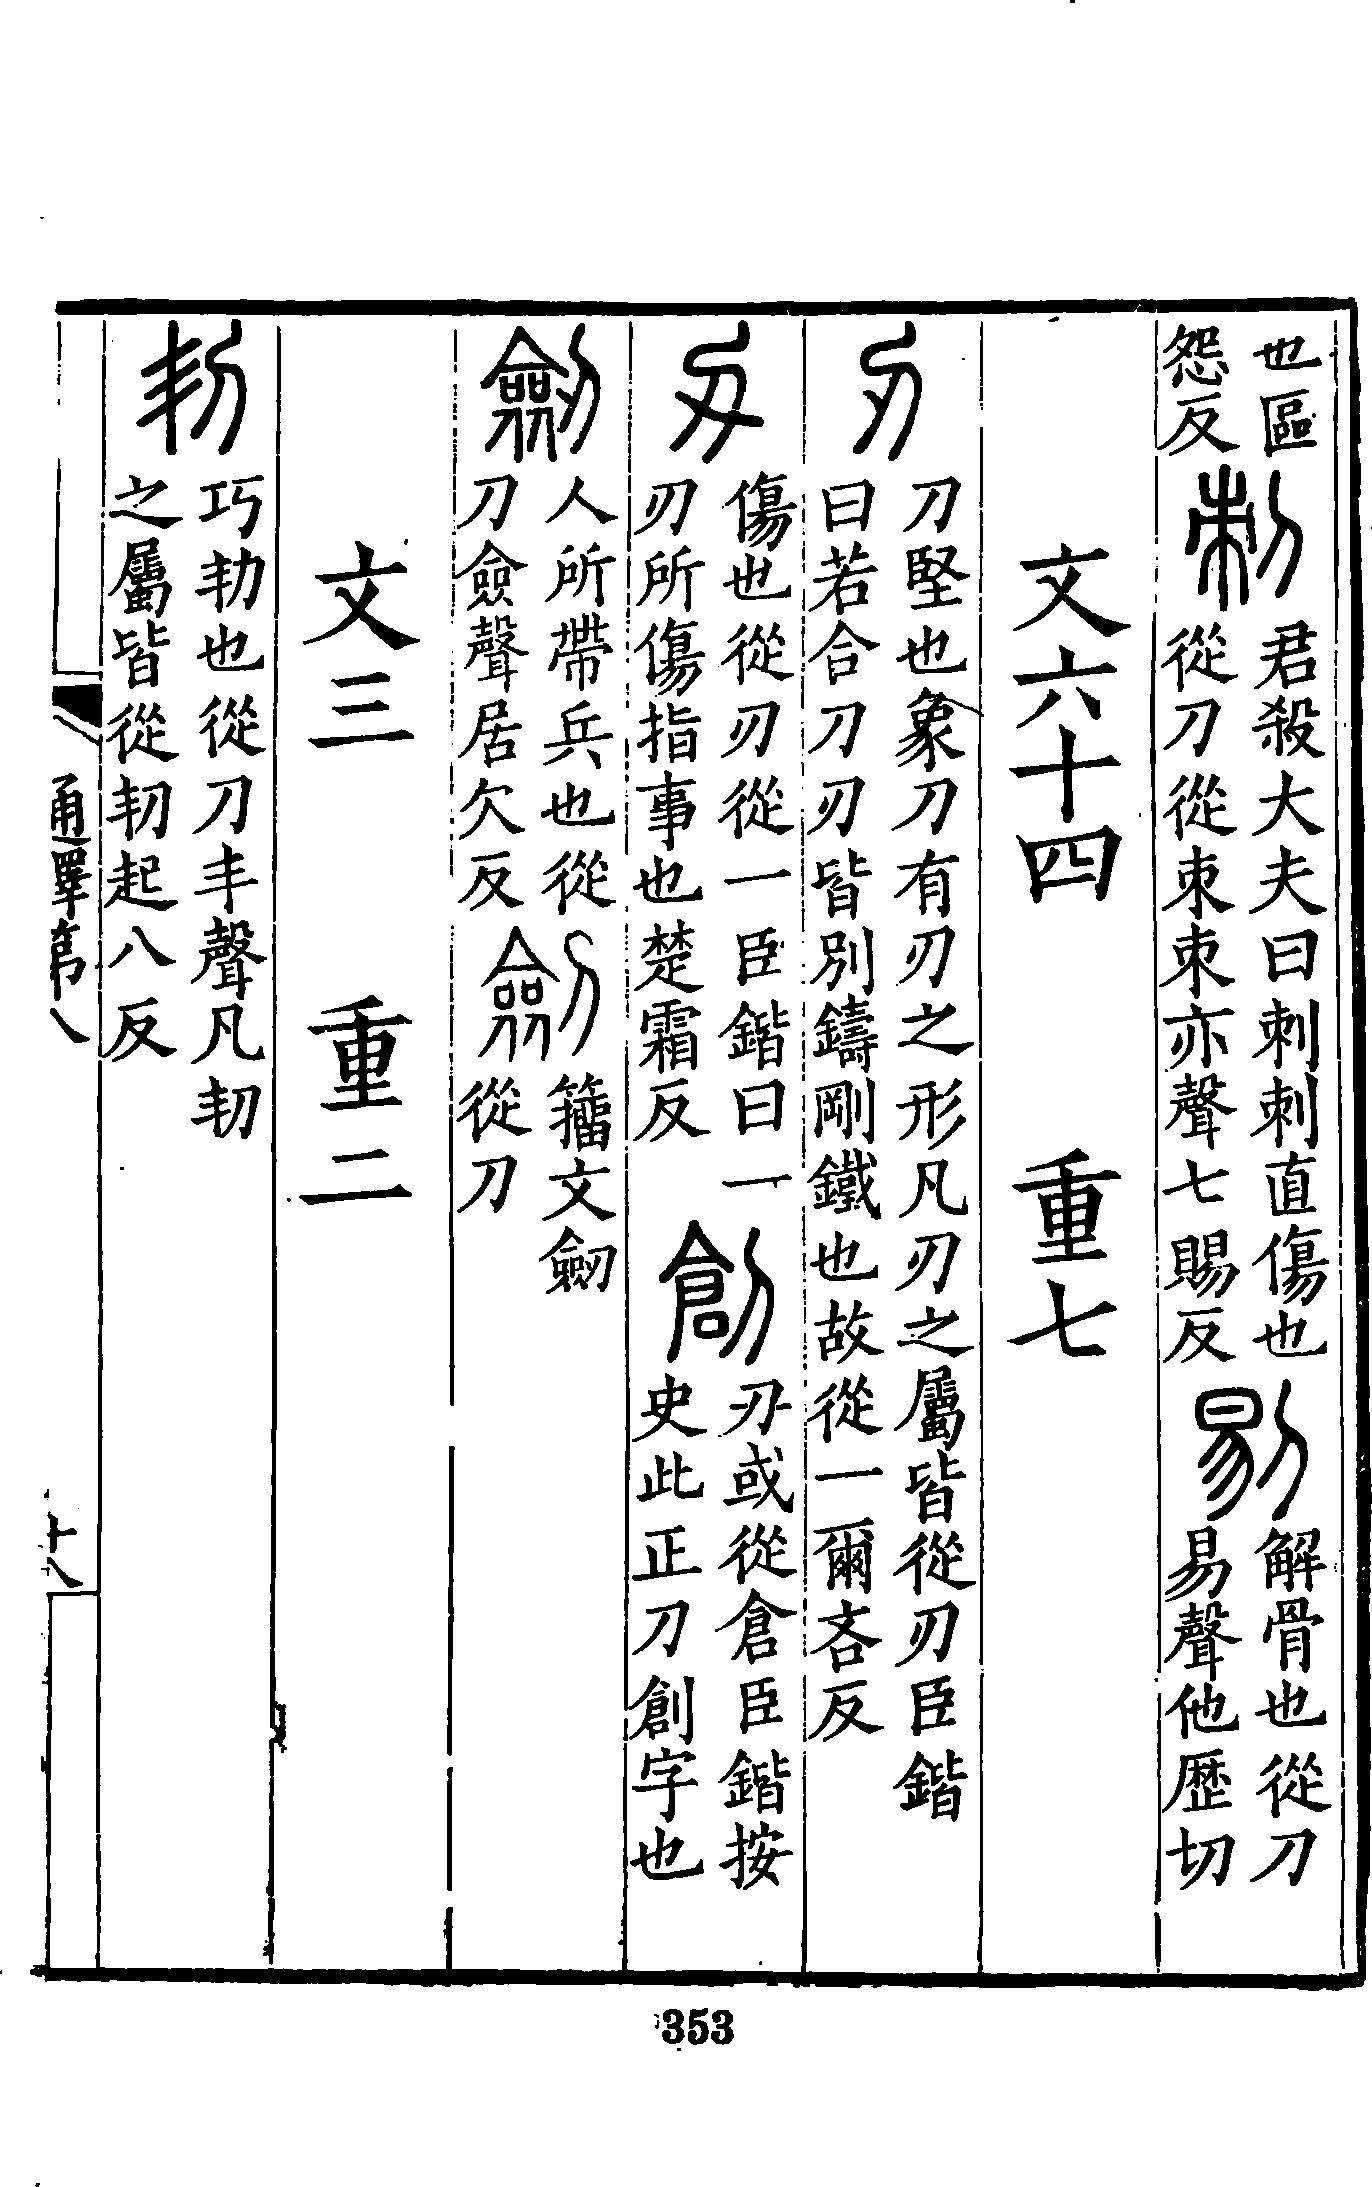 也區
怨反
刺
君殺大夫曰刺刺直傷也
從刀從朿朿亦聲七賜反
剔
解骨也從刀
易聲他歷切
文六十四 重七
刃
刀堅也象刀有刃之形凡刃之屬皆從刃臣鍇
曰若合刀刃皆別鑄剛鐵也故從一爾吝反
刅
傷也從刃從一臣鍇曰一
刃所傷指事也楚霜反
創
刅或從倉臣鍇按
史此正刀創字也
劒
人所帶兵也從
刀僉聲居欠反
劍
籒文劒
從刀
文三 重二
㓞
巧㓞也從刀丯聲凡㓞
之屬皆從㓞起八反
通釋第八
十八
353